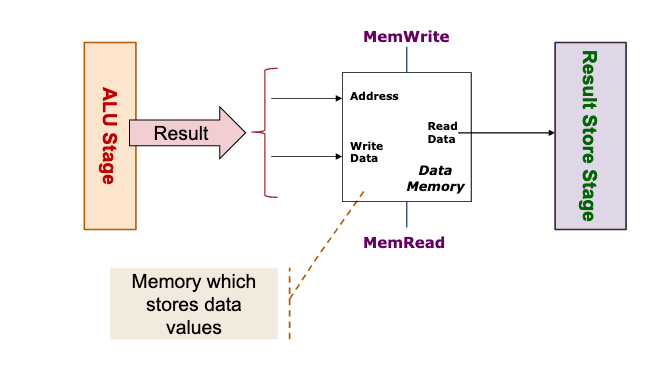 MemWrite
ALU Stage
Result
Address
Write
Data
Read
Data
Data
Memory
Result Store Stage
MemRead
Memory which
stores data
values